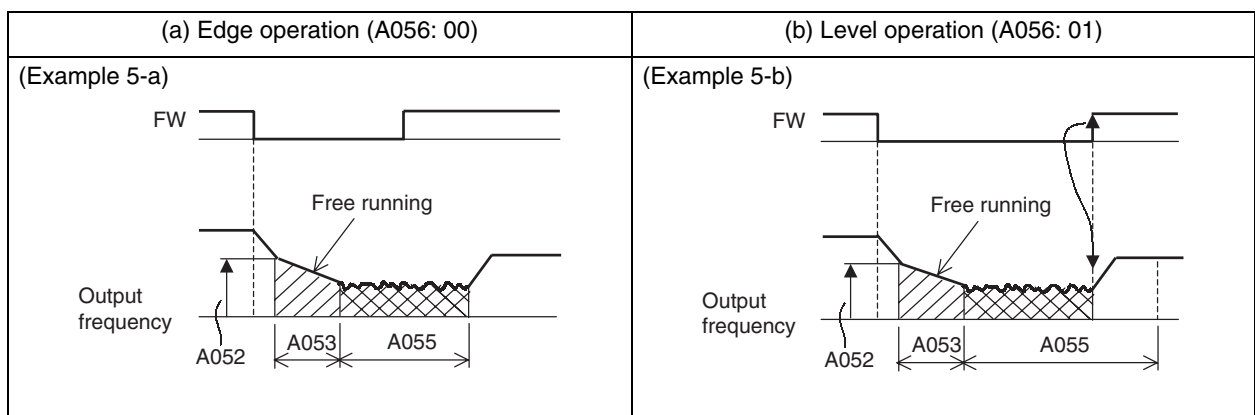 (a) Edge operation (A056: 00)
(b) Level operation (A056: 01)
(Example 5-a)
FW
Free running
Output
frequency
A052
A053
A055
(Example 5-b)
FW
Free running
Output
frequency
A052
A053
A055